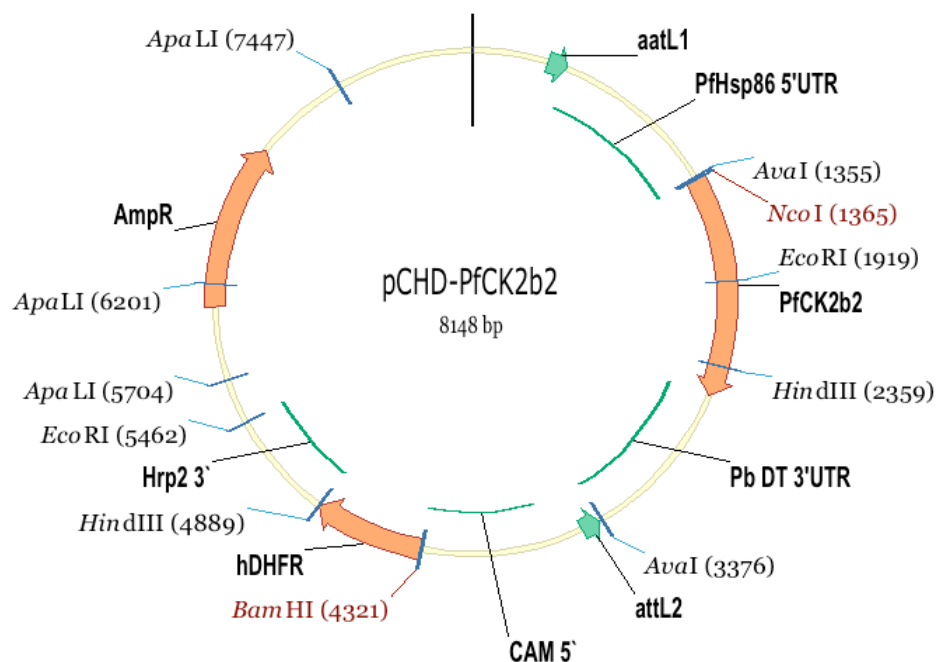 aatL1
ApaLI (7447)
PfHsp86 5'UTR
AvaI (1355)
NcoI (1365)
AmpR
EcoRI (1919)
pCHD-PfCK2b2
PfCK2b2
ApaLI (6201)
8148 bp
ApaLI (5704)
HindIII (2359)
EcoRI (5462)
Hrp2 3`
Pb DT 3'UTR
HindIII (4889)
hDHFR
AvaI (3376)
BamHI (4321)
attL2
CAM 5`